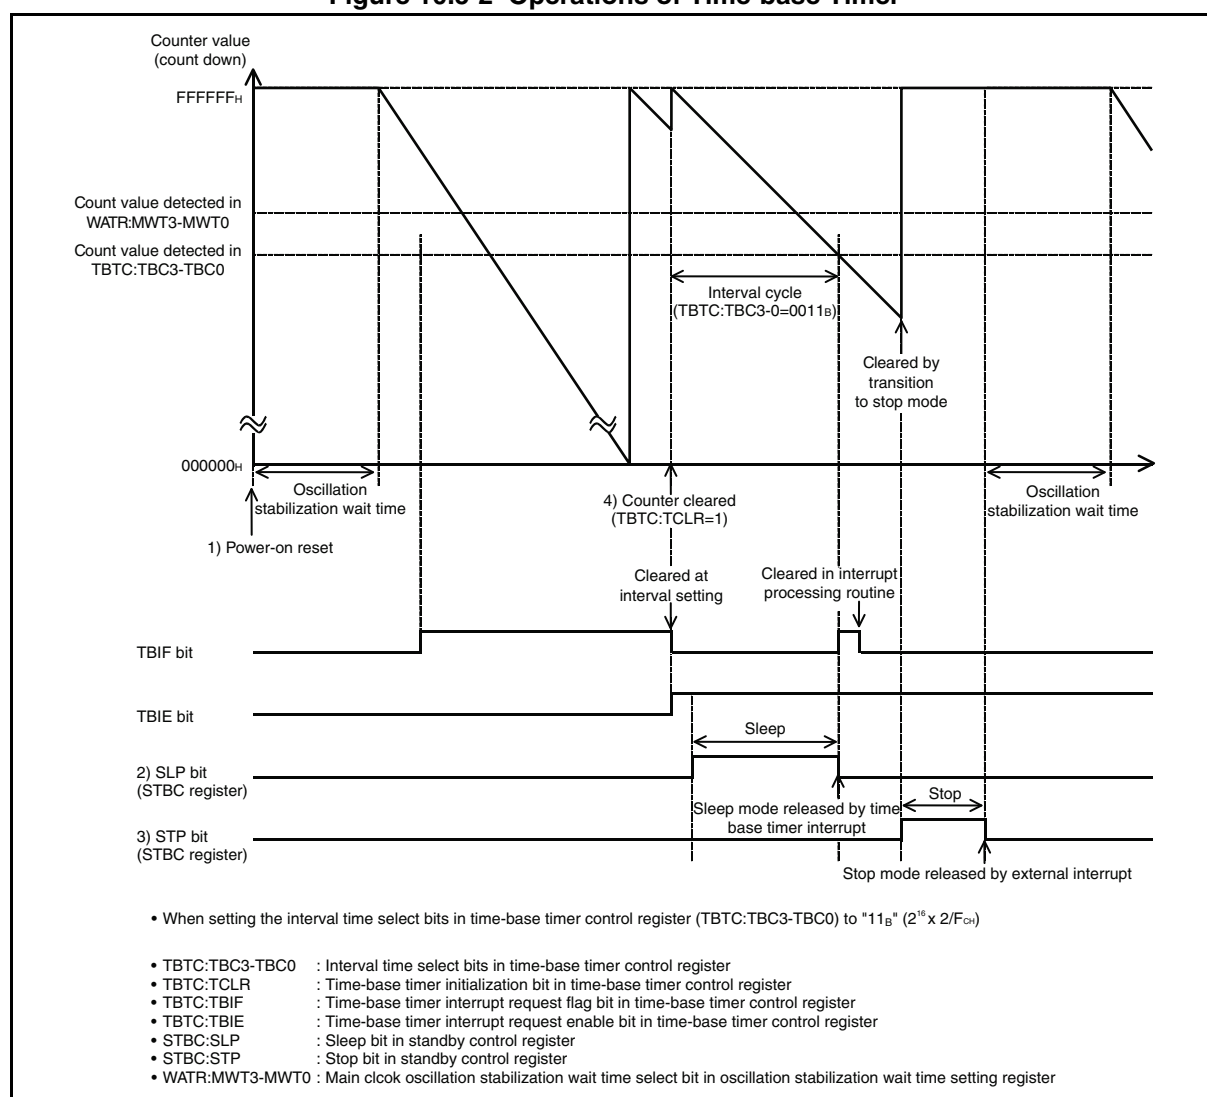 Counter value
(count down)
FFFFFFH
Count value detected in
WATR:MWT3-MWT0
Count value detected in
TBTC:TBC3-TBC0
Interval cycle
(TBTC:TBC3-0=0011B)
Cleared by
transition
to stop mode
000000H
Oscillation
stabilization wait time
4) Counter cleared
(TBTC:TCLR=1)
Oscillation
stabilization wait time
1) Power-on reset
Cleared at
interval setting
Cleared in interrupt
processing routine
TBIF bit
TBIE bit
Sleep
2) SLP bit
(STBC register)
Stop
Sleep mode released by time
base timer interrupt
3) STP bit
(STBC register)
Stop mode released by external interrupt
• When setting the interval time select bits in time-base timer control register (TBTC:TBC3-TBC0) to "11B" (2¹⁶ x 2/FCH)
• TBTC:TBC3-TBC0 : Interval time select bits in time-base timer control register
• TBTC:TCLR : Time-base timer initialization bit in time-base timer control register
• TBTC:TBIF : Time-base timer interrupt request flag bit in time-base timer control register
• TBTC:TBIE : Time-base timer interrupt request enable bit in time-base timer control register
• STBC:SLP : Sleep bit in standby control register
• STBC:STP : Stop bit in standby control register
• WATR:MWT3-MWT0 : Main clcok oscillation stabilization wait time select bit in oscillation stabilization wait time setting register